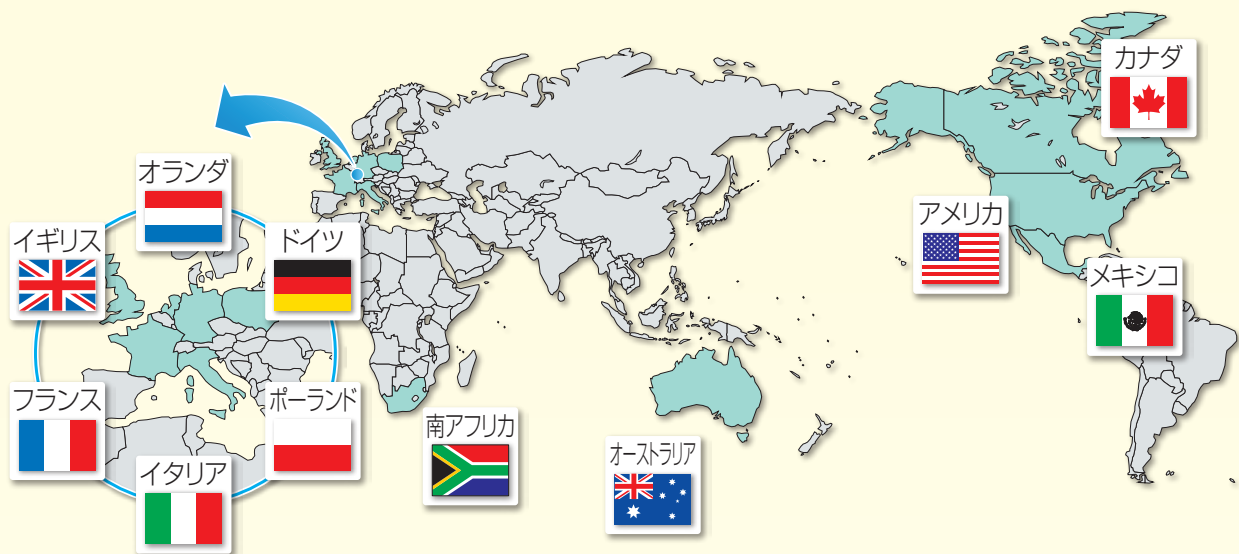 オランダ
イギリス
ドイツ
フランス
ポーランド
イタリア
南アフリカ
オーストラリア
カナダ
アメリカ
メキシコ